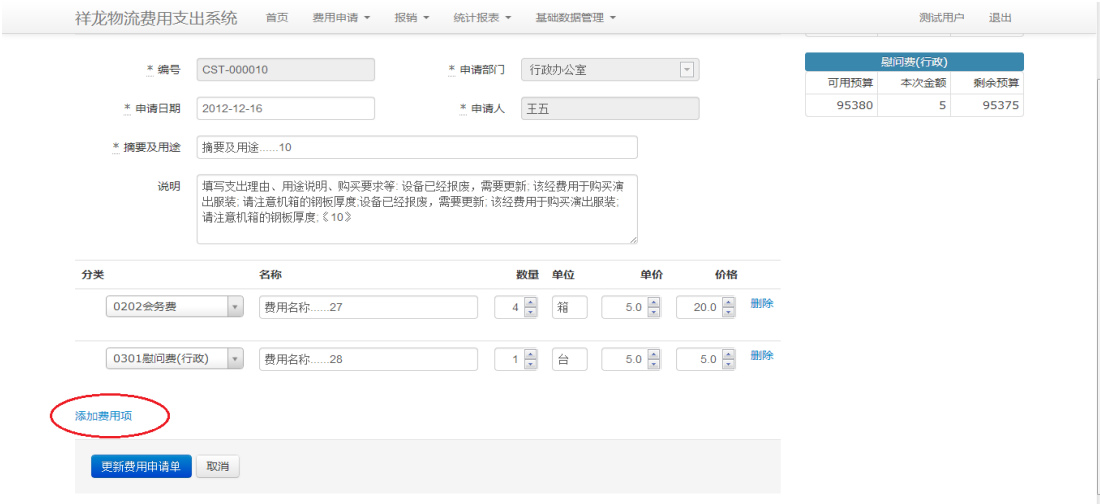 祥龙物流费用支出系统 首页 费用申请 报销 统计报表 基础数据管理 测试用户 退出
* 编号 CST-000010 * 申请部门 行政办公室
* 申请日期 2012-12-16 * 申请人 王五
* 摘要及用途 摘要及用途......10
说明 填写支出理由、用途说明、购买要求等: 设备已经报废，需要更新; 该经费用于购买演
出服装; 请注意机箱的钢板厚度;设备已经报废，需要更新; 该经费用于购买演出服装;
请注意机箱的钢板厚度;《10》
慰问费(行政)
可用预算 本次金额 剩余预算
95380 5 95375
分类 名称 数量 单位 单价 价格
0202会务费 费用名称......27 4 箱 5.0 20.0 删除
0301慰问费(行政) 费用名称......28 1 台 5.0 5.0 删除
添加费用项
更新费用申请单 取消